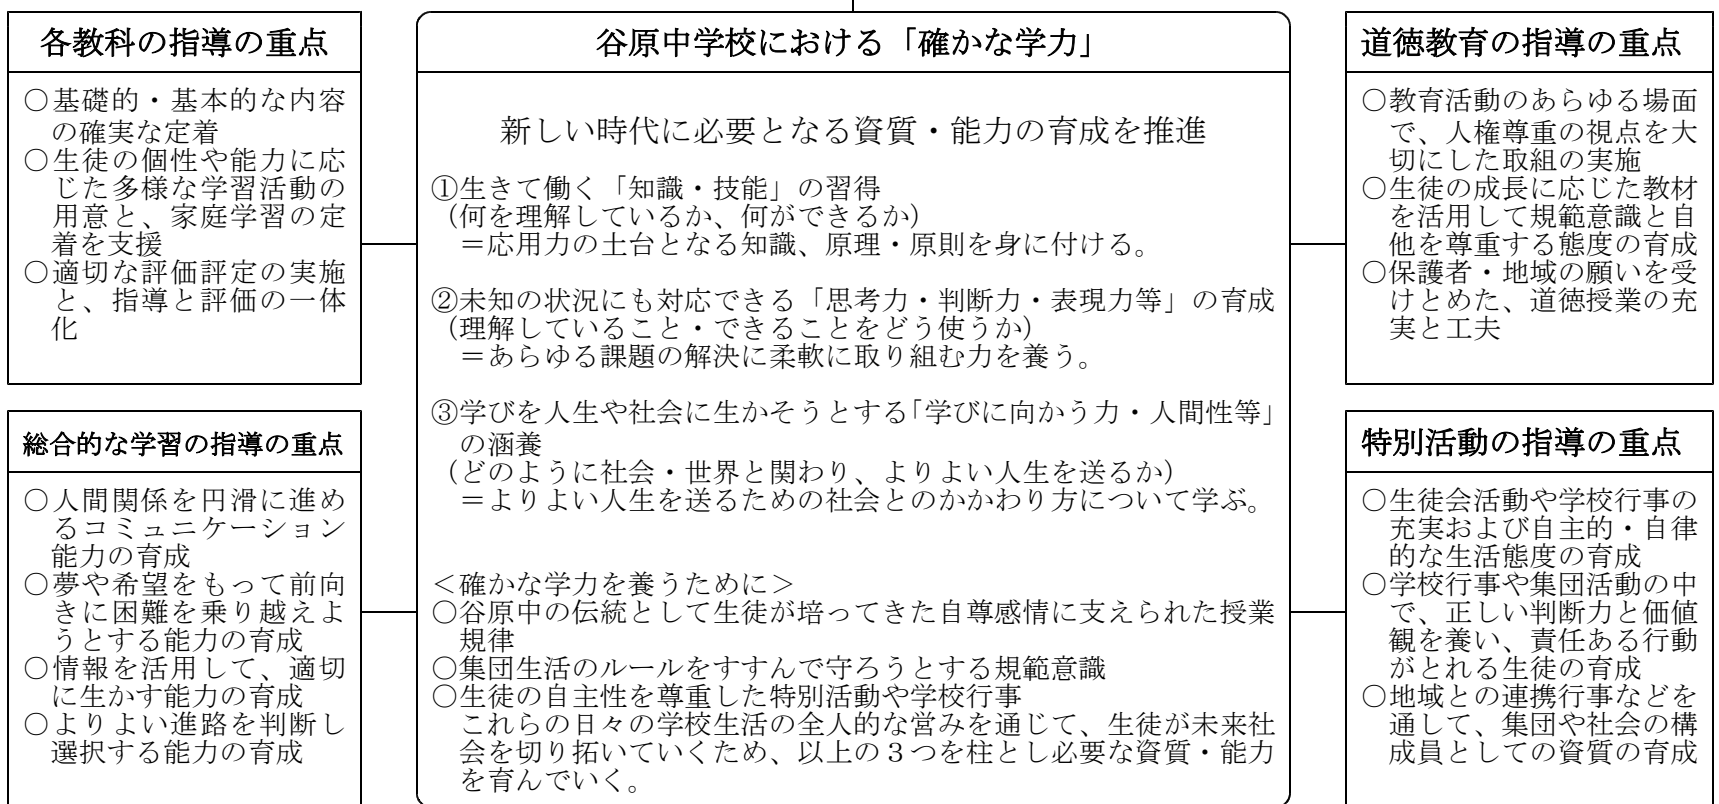 各教科の指導の重点
○基礎的・基本的な内容
の確実な定着
○生徒の個性や能力に応
じた多様な学習活動の
用意と、家庭学習の定
着を支援
○適切な評価評定の実施
と、指導と評価の一体
化
総合的な学習の指導の重点
○人間関係を円滑に進め
るコミュニケーション
能力の育成
○夢や希望をもって前向
きに困難を乗り越えよ
うとする能力の育成
○情報を活用して、適切
に生かす能力の育成
○よりよい進路を判断し
選択する能力の育成
谷原中学校における「確かな学力」
新しい時代に必要となる資質・能力の育成を推進
①生きて働く「知識・技能」の習得
(何を理解しているか、何ができるか)
＝応用力の土台となる知識、原理・原則を身に付ける。
②未知の状況にも対応できる「思考力・判断力・表現力等」の育成
(理解していること・できることをどう使うか)
＝あらゆる課題の解決に柔軟に取り組む力を養う。
③学びを人生や社会に生かそうとする「学びに向かう力・人間性等」
の涵養
(どのように社会・世界と関わり、よりよい人生を送るか)
＝よりよい人生を送るための社会とのかかわり方について学ぶ。
＜確かな学力を養うために＞
○谷原中の伝統として生徒が培ってきた自尊感情に支えられた授業
規律
○集団生活のルールをすすんで守ろうとする規範意識
○生徒の自主性を尊重した特別活動や学校行事
これらの日々の学校生活の全人的な営みを通じて、生徒が未来社
会を切り拓いていくため、以上の３つを柱とし必要な資質・能力
を育んでいく。
道徳教育の指導の重点
○教育活動のあらゆる場面
で、人権尊重の視点を大
切にした取組の実施
○生徒の成長に応じた教材
を活用して規範意識と自
他を尊重する態度の育成
○保護者・地域の願いを受
けとめた、道徳授業の充
実と工夫
特別活動の指導の重点
○生徒会活動や学校行事の
充実および自主的・自律
的な生活態度の育成
○学校行事や集団活動の中
で、正しい判断力と価値
観を養い、責任ある行動
がとれる生徒の育成
○地域との連携行事などを
通して、集団や社会の構
成員としての資質の育成